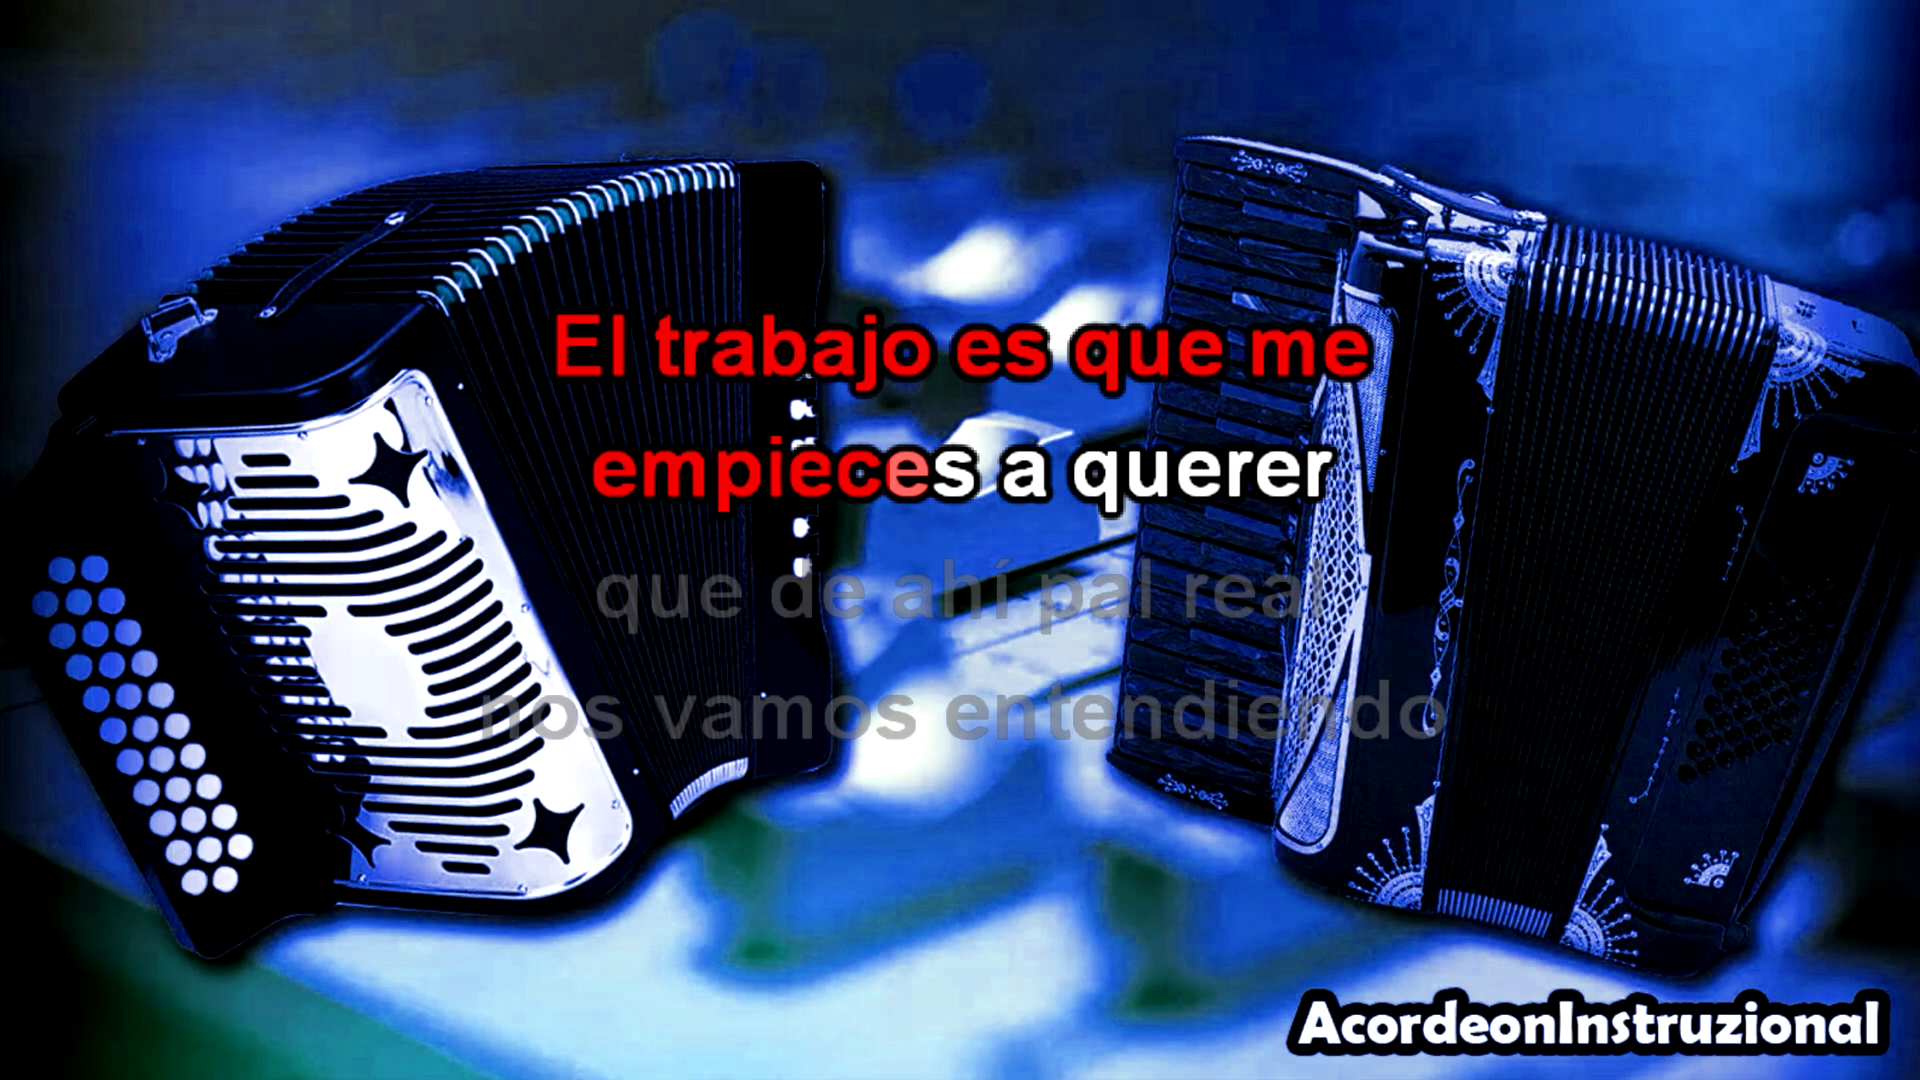 El trabajo es que me
empieces a querer
que de ahí pal real
nos vamos entendiendo
AcordeonInstruzional